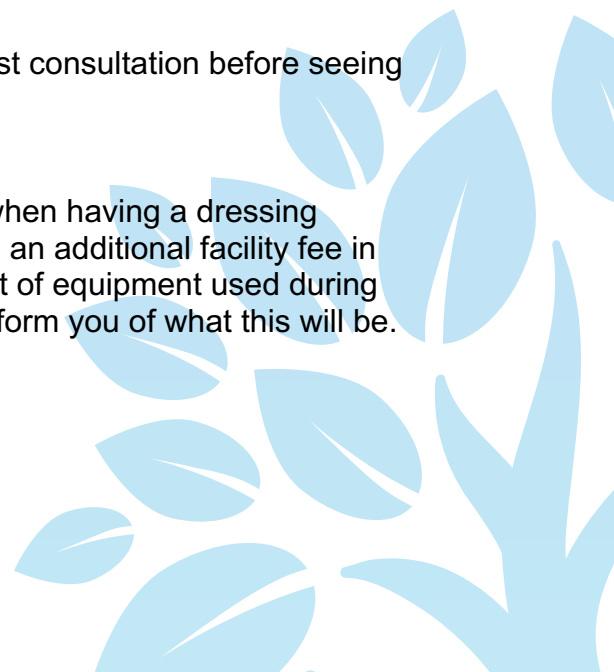 st consultation before seeing
when having a dressing
an additional facility fee in
t of equipment used during
form you of what this will be.